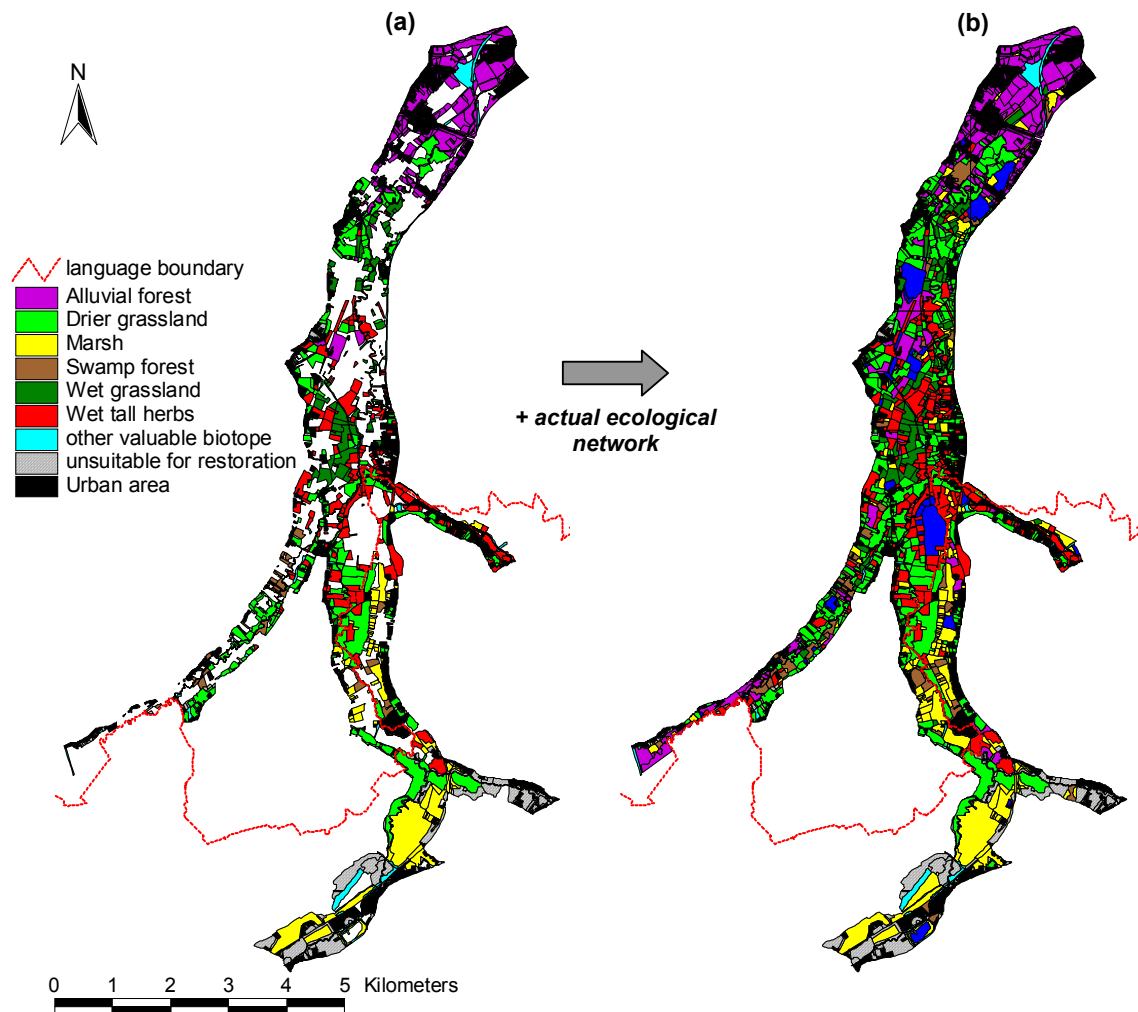 (a)
(b)
N
language boundary
Alluvial forest
Drier grassland
Marsh
Swamp forest
Wet grassland
Wet tall herbs
other valuable biotope
unsuitable for restoration
Urban area
+ actual ecological
network
0 1 2 3 4 5 Kilometers